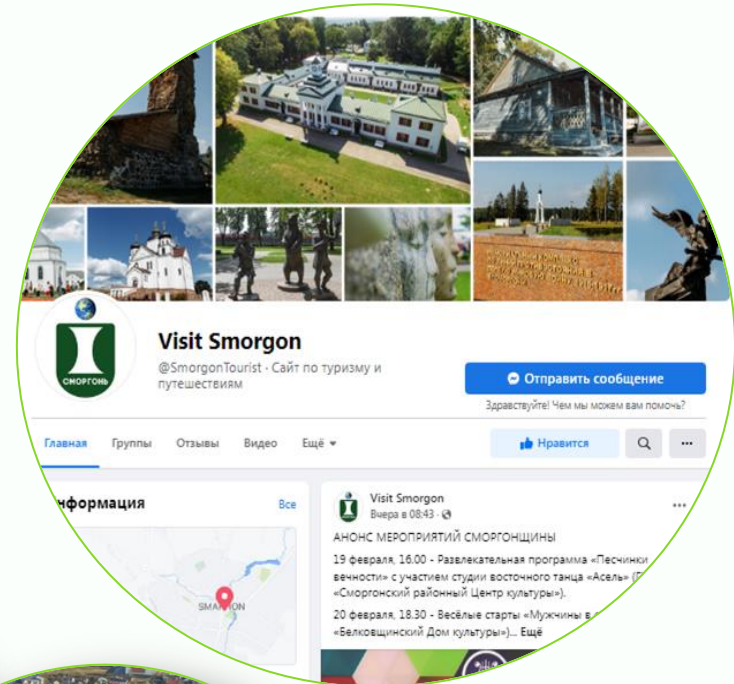 СМОРГОНЬ
Visit Smorgon
@SmorgonTourist · Сайт по туризму и
путешествиям
Отправить сообщение
Здравствуйте! Чем мы можем вам помочь?
Главная Группы Отзывы Видео Ещё
Нравится
Все
Visit Smorgon
Вчера в 08:43
АНОНС МЕРОПРИЯТИЙ СМОРГОНЩИНЫ
19 февраля, 16.00 - Развлекательная программа «Песчинки
вечности» с участием студии восточного танца «Асель»
«Сморгонский районный Центр культуры»).
20 февраля, 18.30 - Весёлые старты «Мужчины в
«Белковщинский Дом культуры»)... Ещё